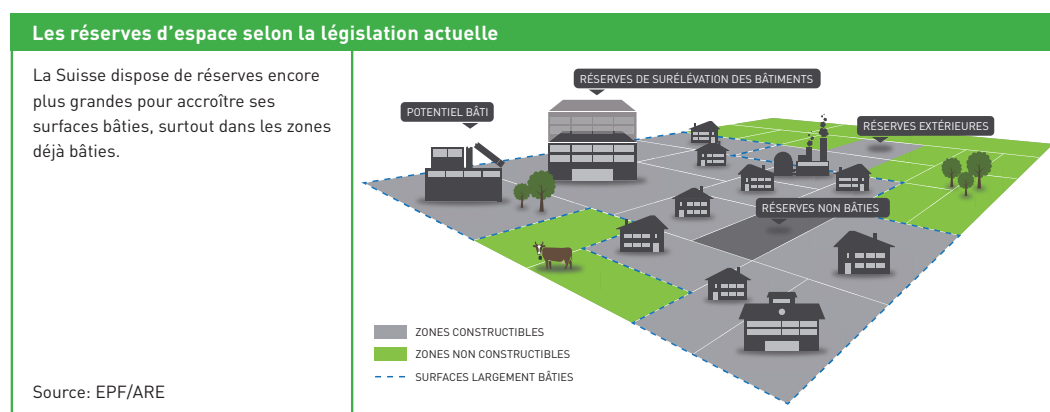 Les réserves d'espace selon la législation actuelle
La Suisse dispose de réserves encore
plus grandes pour accroître ses
surfaces bâties, surtout dans les zones
déjà bâties.
RÉSERVES DE SURÉLÉVATION DES BÂTIMENTS
POTENTIEL BÂTI
RÉSERVES EXTÉRIEURES
RÉSERVES NON BÂTIES
ZONES CONSTRUCTIBLES
ZONES NON CONSTRUCTIBLES
SURFACES LARGEMENT BÂTIES
Source: EPF/ARE